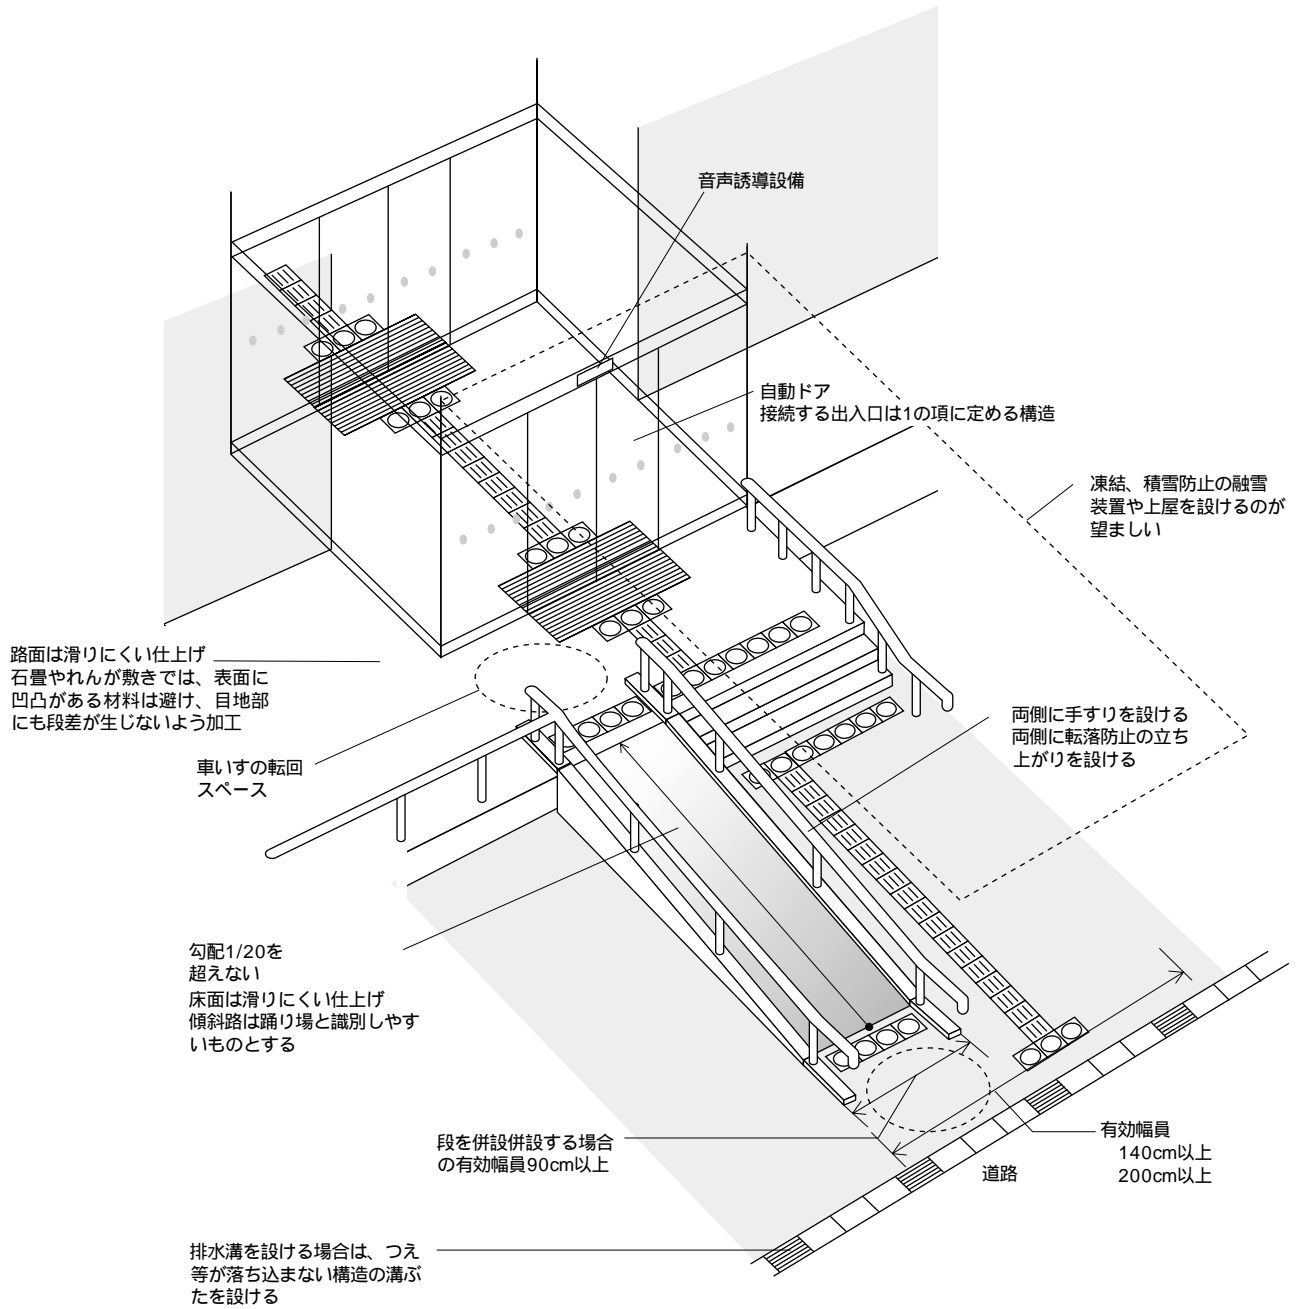 音声誘導設備
自動ドア
接続する出入口は1の項に定める構造
凍結、積雪防止の融雪
装置や上屋を設けるのが
望ましい
路面は滑りにくい仕上げ
石畳やれんが敷きでは、表面に
凹凸がある材料は避け、目地部
にも段差が生じないよう加工
両側に手すりを設ける
両側に転落防止の立ち
上がりを設ける
車いすの転回
スペース
勾配1/20を
超えない
床面は滑りにくい仕上げ
傾斜路は踊り場と識別しやす
いものとする
段を併設併設する場合
の有効幅員90cm以上
有効幅員
140cm以上
200cm以上
道路
排水溝を設ける場合は、つえ
等が落ち込まない構造の溝ぶ
たを設ける